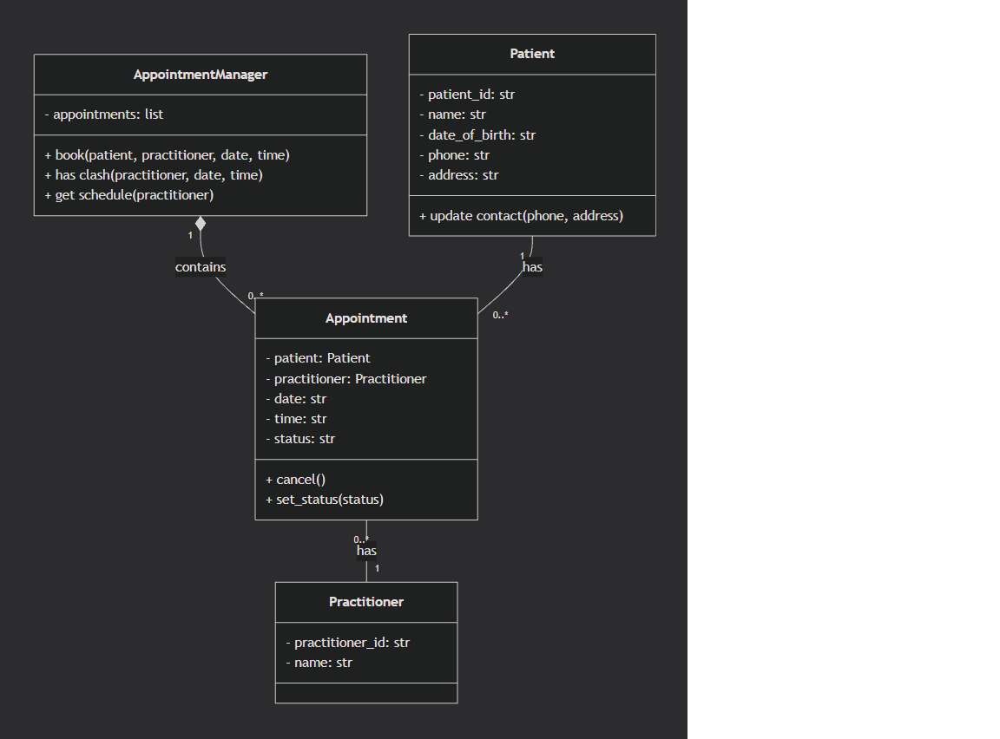 AppointmentManager
- appointments: list
+ book(patient, practitioner, date, time)
+ has clash(practitioner, date, time)
+ get schedule(practitioner)
Patient
- patient_id: str
- name: str
- date_of_birth: str
- phone: str
- address: str
+ update contact(phone, address)
1
contains
0..*
1
has
0..*
Appointment
- patient: Patient
- practitioner: Practitioner
- date: str
- time: str
- status: str
+ cancel()
+ set_status(status)
0..*
has
1
Practitioner
- practitioner_id: str
- name: str